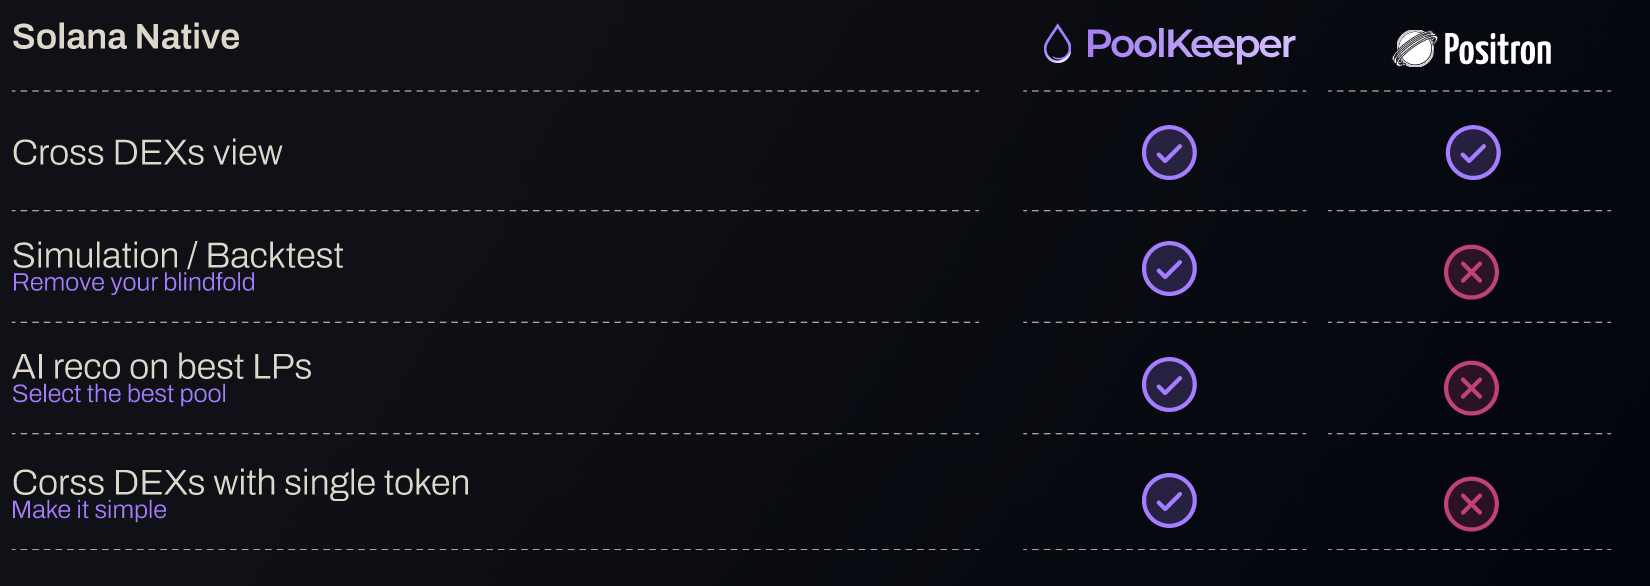 Solana Native
PoolKeeper
Positron
Cross DEXs view
Simulation / Backtest
Remove your blindfold
AI reco on best LPs
Select the best pool
Corss DEXs with single token
Make it simple